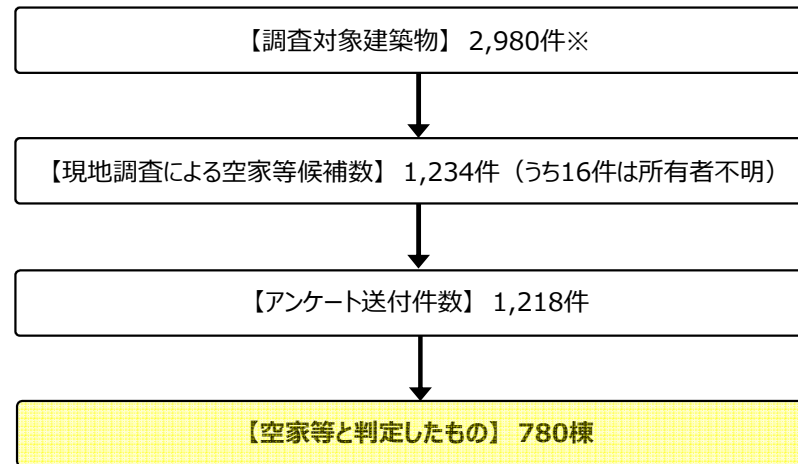 【調査対象建築物】 2,980件※
【現地調査による空家等候補数】 1,234件（うち16件は所有者不明）
【アンケート送付件数】 1,218件
【空家等と判定したもの】 780棟